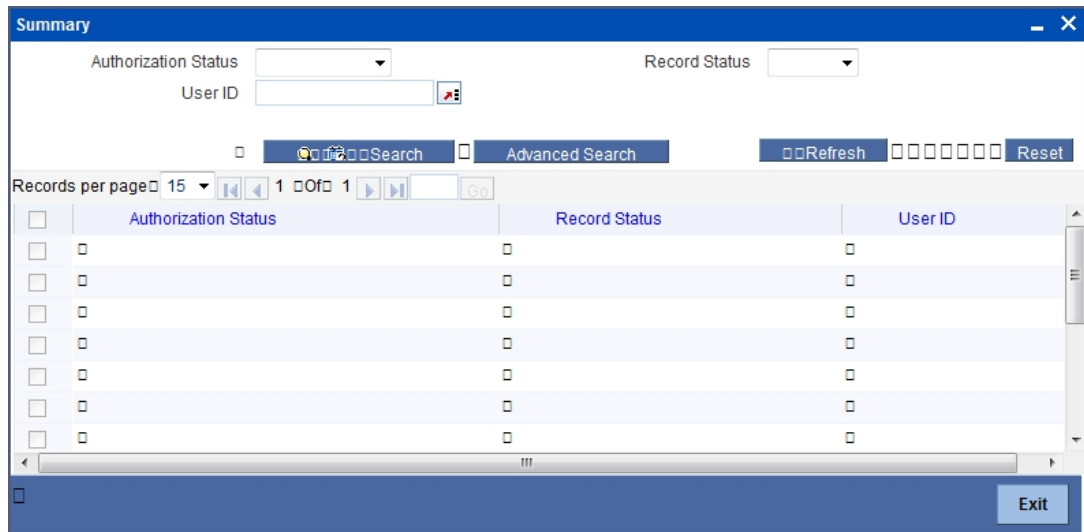 Summary
Authorization Status Record Status
User ID
Search Advanced Search Refresh Reset
Records per page 15 1 Of 1 Go
Authorization Status Record Status User ID
Exit